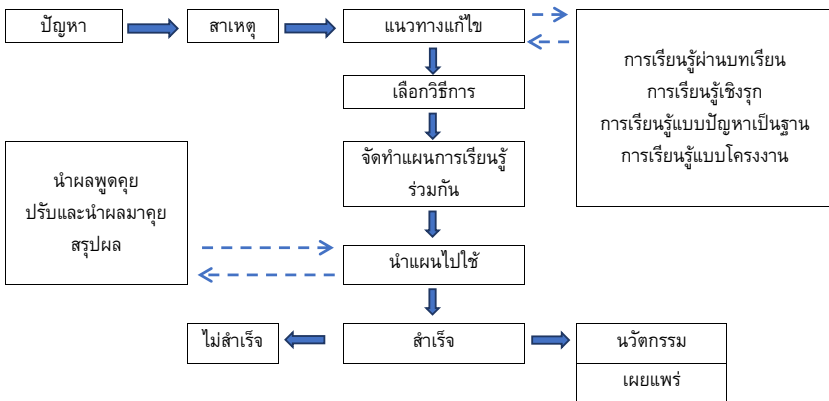 ปัญหา
สาเหตุ
แนวทางแก้ไข
การเรียนรู้ผ่านบทเรียน
การเรียนรู้เชิงรุก
การเรียนรู้แบบปัญหาเป็นฐาน
การเรียนรู้แบบโครงงาน
เลือกวิธีการ
จัดทำแผนการเรียนรู้
ร่วมกัน
นำผลพูดคุย
ปรับและนำผลมาคุย
สรุปผล
นำแผนไปใช้
ไม่สำเร็จ
สำเร็จ
นวัตกรรม
เผยแพร่